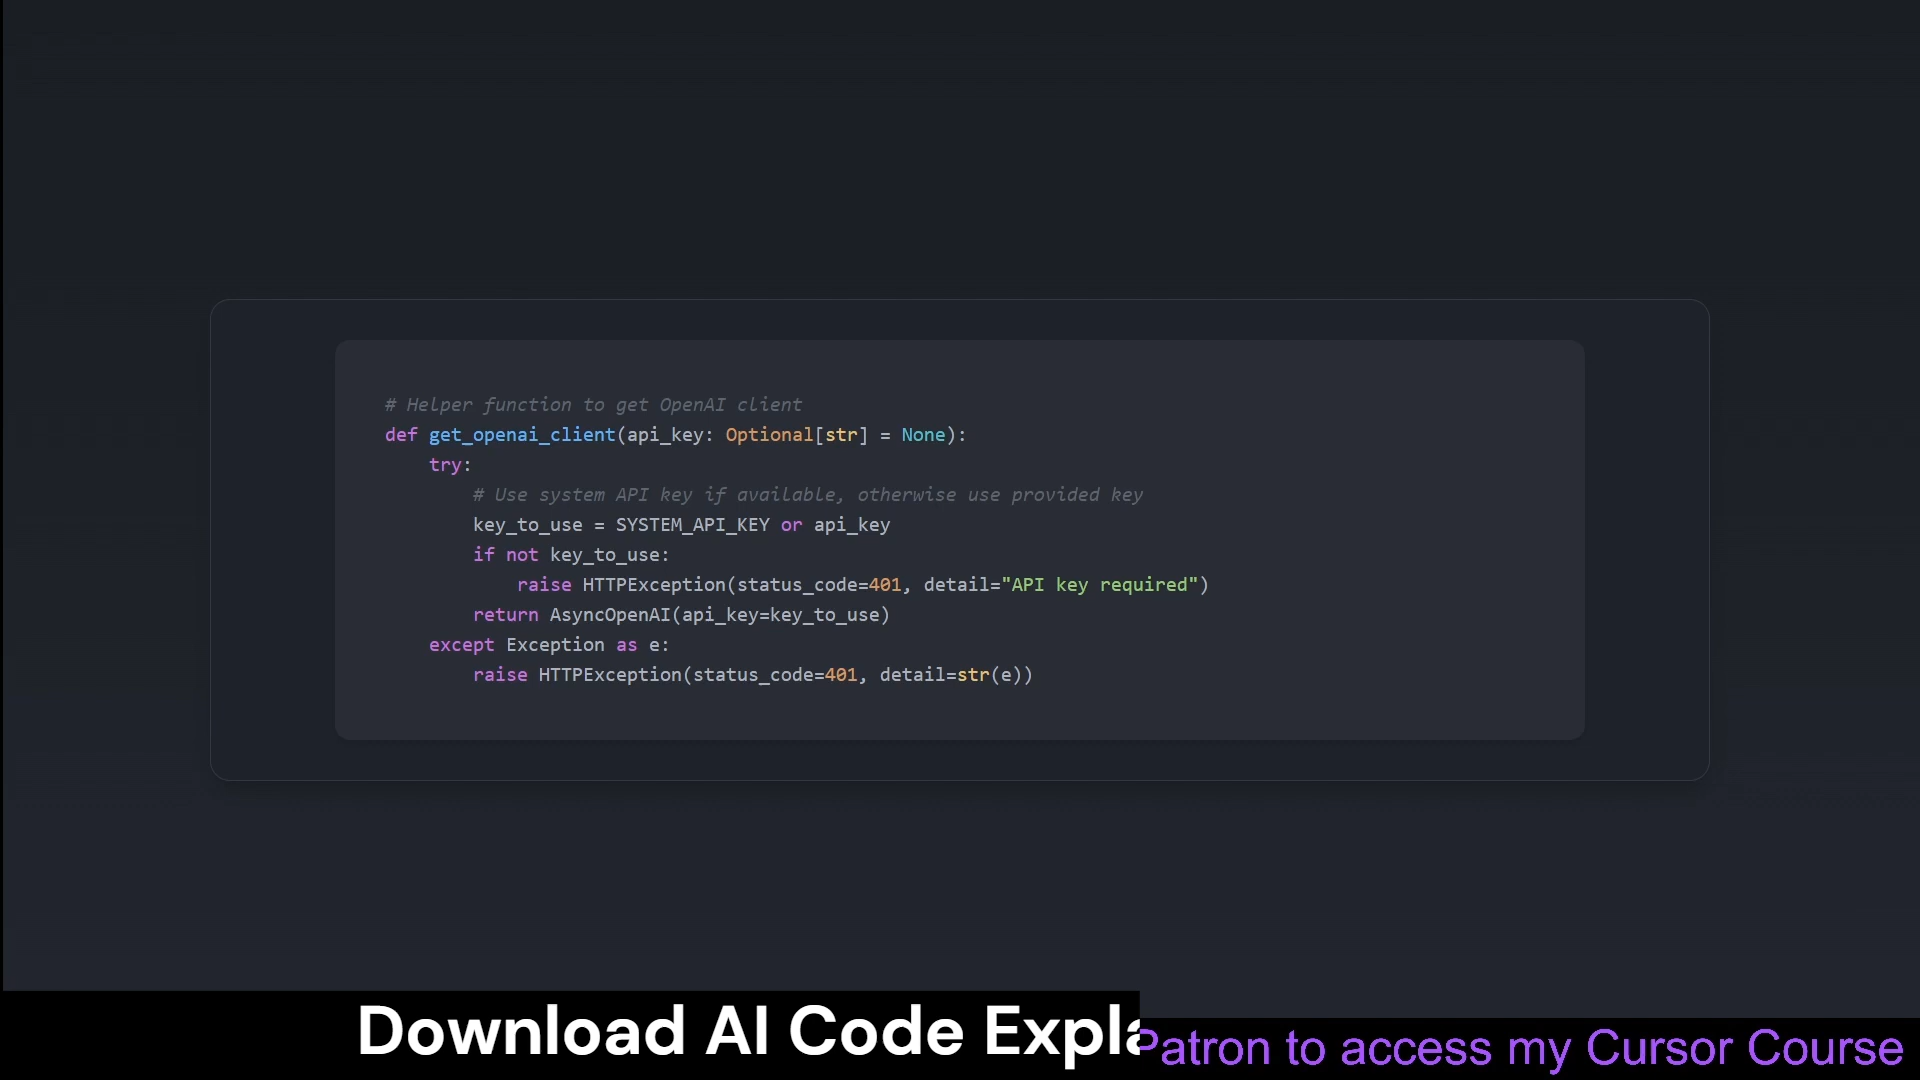 # Helper function to get OpenAI client
def get_openai_client(api_key: Optional[str] = None):
    try:
        # Use system API key if available, otherwise use provided key
        key_to_use = SYSTEM_API_KEY or api_key
        if not key_to_use:
            raise HTTPException(status_code=401, detail="API key required")
        return AsyncOpenAI(api_key=key_to_use)
    except Exception as e:
        raise HTTPException(status_code=401, detail=str(e))
Download AI Code Expla
Patron to access my Cursor Course